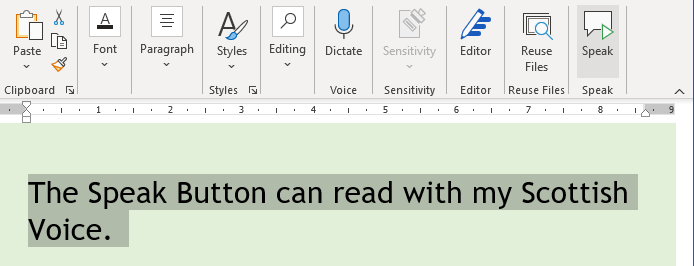 Paste
Font
Paragraph
Styles
Editing
Dictate
Sensitivity
Editor
Reuse
Files
Speak
Clipboard
Styles
Voice
Sensitivity
Editor
Reuse Files
Speak
1 2 3 4 5 6 7 8 9
The Speak Button can read with my Scottish
Voice.